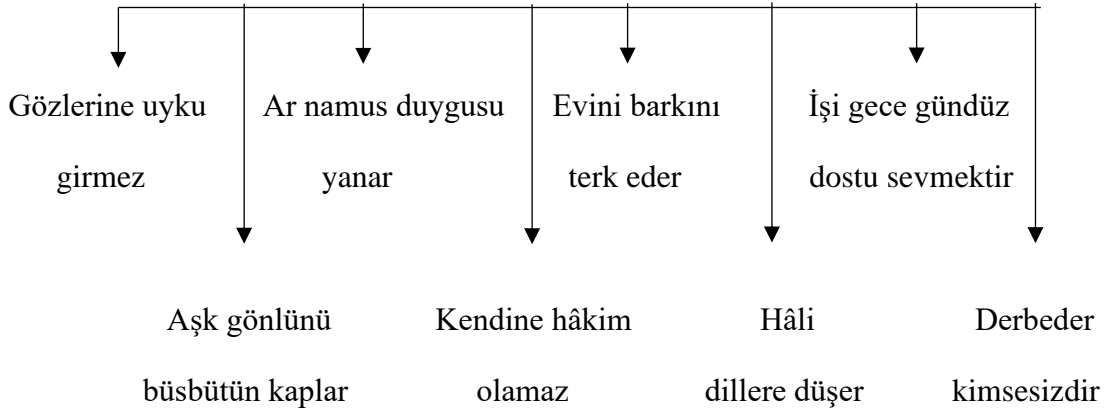 Gözlerine uyku
girmez
Ar namus duygusu
yanar
Evini barkını
terk eder
İşi gece gündüz
dostu sevmektir
Aşk gönlünü
büsbütün kaplar
Kendine hâkim
olamaz
Hâli
dillere düşer
Derbeder
kimsesizdir